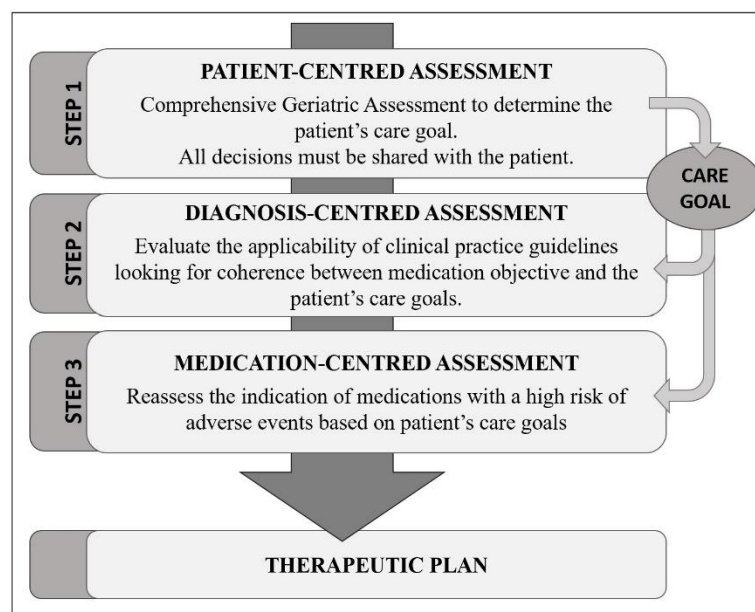 STEP 1
PATIENT-CENTRED ASSESSMENT
Comprehensive Geriatric Assessment to determine the
patient’s care goal.
All decisions must be shared with the patient.
CARE
GOAL
STEP 2
DIAGNOSIS-CENTRED ASSESSMENT
Evaluate the applicability of clinical practice guidelines
looking for coherence between medication objective and the
patient’s care goals.
STEP 3
MEDICATION-CENTRED ASSESSMENT
Reassess the indication of medications with a high risk of
adverse events based on patient’s care goals
THERAPEUTIC PLAN